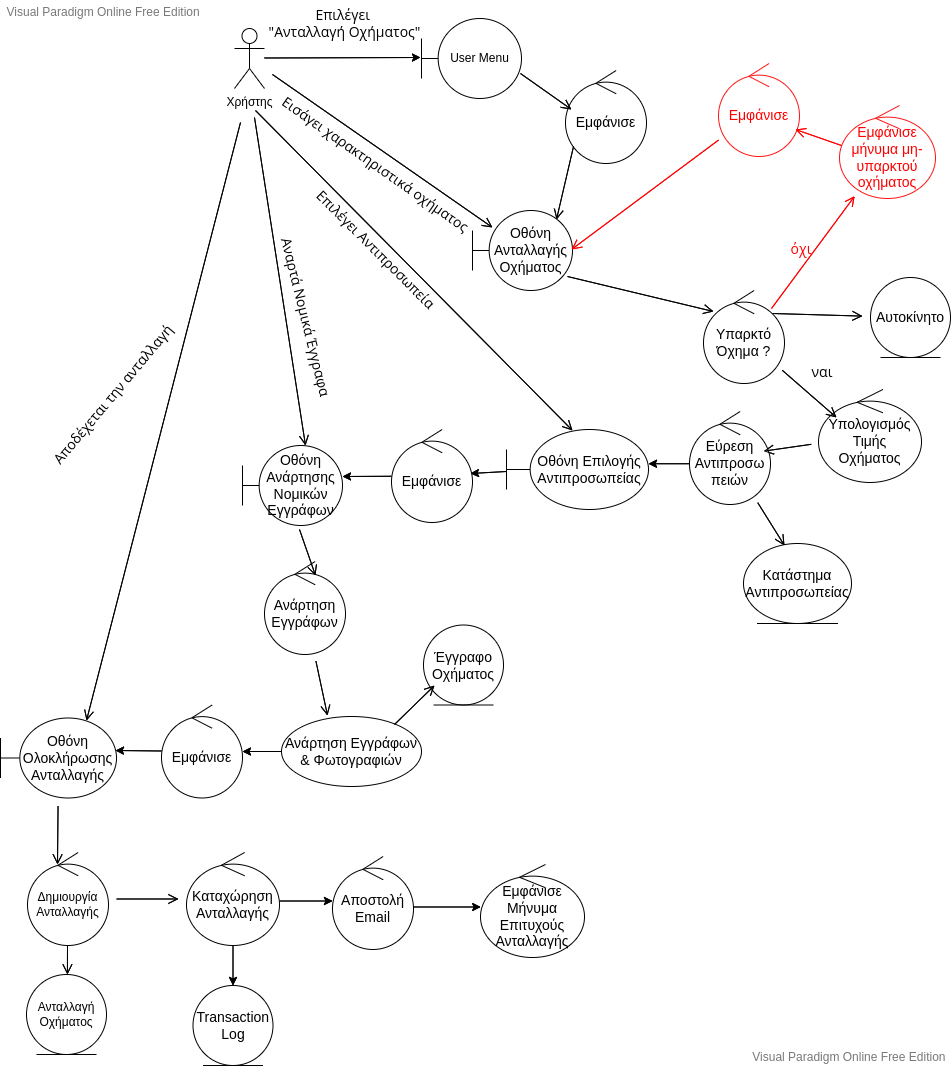 Visual Paradigm Online Free Edition
Επιλέγει
"Ανταλλαγή Οχήματος"
User Menu
Χρήστης
Εμφάνισε
Εμφάνισε
Εμφάνισε
μήνυμα μη-
υπαρκτού
οχήματος
Εισάγει χαρακτηριστικά οχήματος
Επιλέγει Αντιπροσωπεία
Αναρτά Νομικά Έγγραφα
Αποδέχεται την ανταλλαγή
Οθόνη
Ανταλλαγής
Οχήματος
όχι
Υπαρκτό
Όχημα ?
Αυτοκίνητο
ναι
Υπολογισμός
Τιμής
Οχήματος
Εύρεση
Αντιπροσω
πειών
Οθόνη Επιλογής
Αντιπροσωπείας
Εμφάνισε
Οθόνη
Ανάρτησης
Νομικών
Εγγράφων
Κατάστημα
Αντιπροσωπείας
Ανάρτηση
Εγγράφων
Έγγραφο
Οχήματος
Ανάρτηση Εγγράφων
& Φωτογραφιών
Εμφάνισε
Οθόνη
Ολοκλήρωσης
Ανταλλαγής
Δημιουργία
Ανταλλαγής
Καταχώρηση
Ανταλλαγής
Αποστολή
Email
Εμφάνισε
Μήνυμα
Επιτυχούς
Ανταλλαγής
Ανταλλαγή
Οχήματος
Transaction
Log
Visual Paradigm Online Free Edition